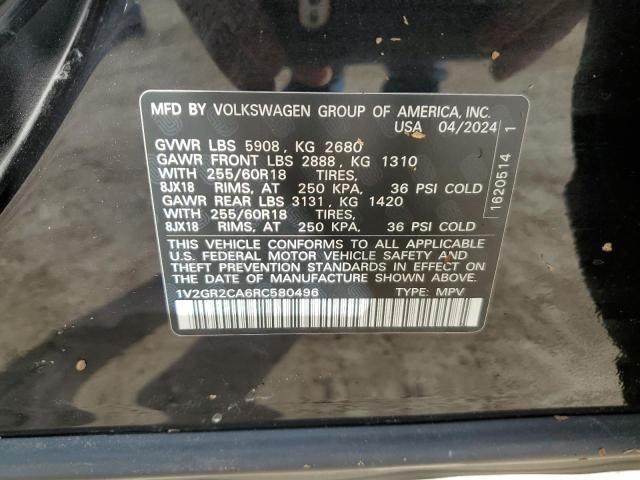 MFD BY VOLKSWAGEN GROUP OF AMERICA, INC.
USA 04/2024
GVWR LBS 5908, KG 2680
GAWR FRONT LBS 2888, KG 1310
WITH 255/60R18 TIRES,
8JX18 RIMS, AT 250 KPA, 36 PSI COLD
GAWR REAR LBS 3131, KG 1420
WITH 255/60R18 TIRES,
8JX18 RIMS, AT 250 KPA, 36 PSI COLD
THIS VEHICLE CONFORMS TO ALL APPLICABLE
U.S. FEDERAL MOTOR VEHICLE SAFETY AND THEFT
PREVENTION STANDARDS IN EFFECT
ON THE DATE OF MANUFACTURE SHOWN ABOVE.
1V2GR2CA6RC580496 TYPE: MPV
1620514 1